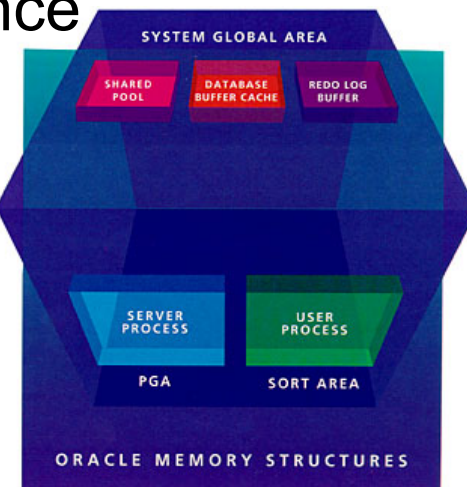 nce
SYSTEM GLOBAL AREA
SHARED
POOL
DATABASE
BUFFER CACHE
REDO LOG
BUFFER
SERVER
PROCESS
USER
PROCESS
PGA
SORT AREA
ORACLE MEMORY STRUCTURES